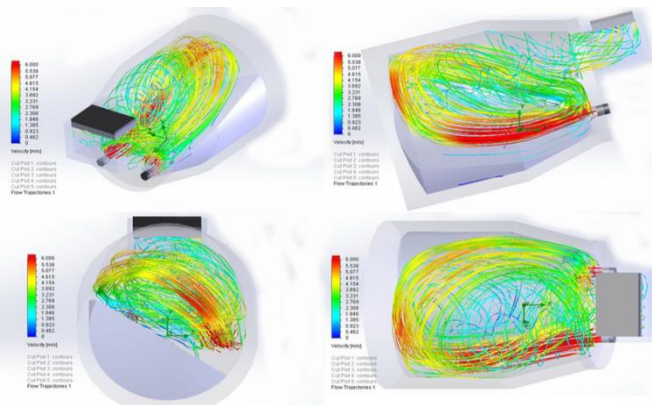 6.000
5.538
5.077
4.615
4.154
3.692
3.231
2.769
2.308
1.846
1.385
0.923
0.462
Velocity [m/s]
Cut Plot 1: contours
Cut Plot 2: contours
Cut Plot 3: contours
Cut Plot 4: contours
Cut Plot 5: contours
Flow Trajectories 1
6.000
5.538
5.077
4.615
4.154
3.692
3.231
2.769
2.308
1.846
1.385
0.923
0.462
Velocity [m/s]
Cut Plot 1: contours
Cut Plot 2: contours
Cut Plot 3: contours
Cut Plot 4: contours
Cut Plot 5: contours
Flow Trajectories 1
6.000
5.538
5.077
4.615
4.154
3.692
3.231
2.769
2.308
1.846
1.385
0.923
0.462
Velocity [m/s]
Cut Plot 1: contours
Cut Plot 2: contours
Cut Plot 3: contours
Cut Plot 4: contours
Cut Plot 5: contours
Flow Trajectories 1
6.000
5.538
5.077
4.615
4.154
3.692
3.231
2.769
2.308
1.846
1.385
0.923
0.462
Velocity [m/s]
Cut Plot 1: contours
Cut Plot 2: contours
Cut Plot 3: contours
Cut Plot 4: contours
Cut Plot 5: contours
Flow Trajectories 1